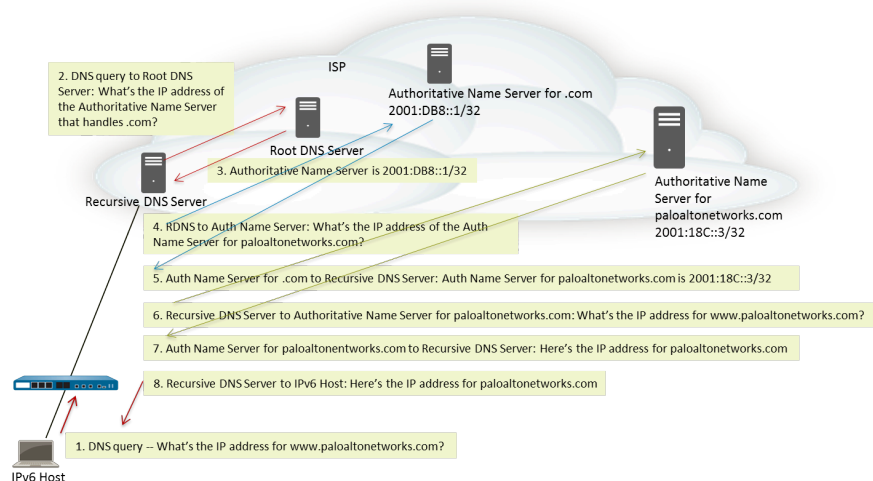 ISP
2. DNS query to Root DNS
Server: What's the IP address of
the Authoritative Name Server
that handles .com?
Authoritative Name Server for .com
2001:DB8::1/32
Root DNS Server
3. Authoritative Name Server is 2001:DB8::1/32
Recursive DNS Server
Authoritative Name
Server for
paloaltonetworks.com
2001:18C::3/32
4. RDNS to Auth Name Server: What's the IP address of the Auth
Name Server for paloaltonetworks.com?
5. Auth Name Server for .com to Recursive DNS Server: Auth Name Server for paloaltonetworks.com is 2001:18C::3/32
6. Recursive DNS Server to Authoritative Name Server for paloaltonetworks.com: What's the IP address for www.paloaltonetworks.com?
7. Auth Name Server for paloaltonentworks.com to Recursive DNS Server: Here's the IP address for paloaltonetworks.com
8. Recursive DNS Server to IPv6 Host: Here's the IP address for paloaltonetworks.com
1. DNS query -- What's the IP address for www.paloaltonetworks.com?
IPv6 Host